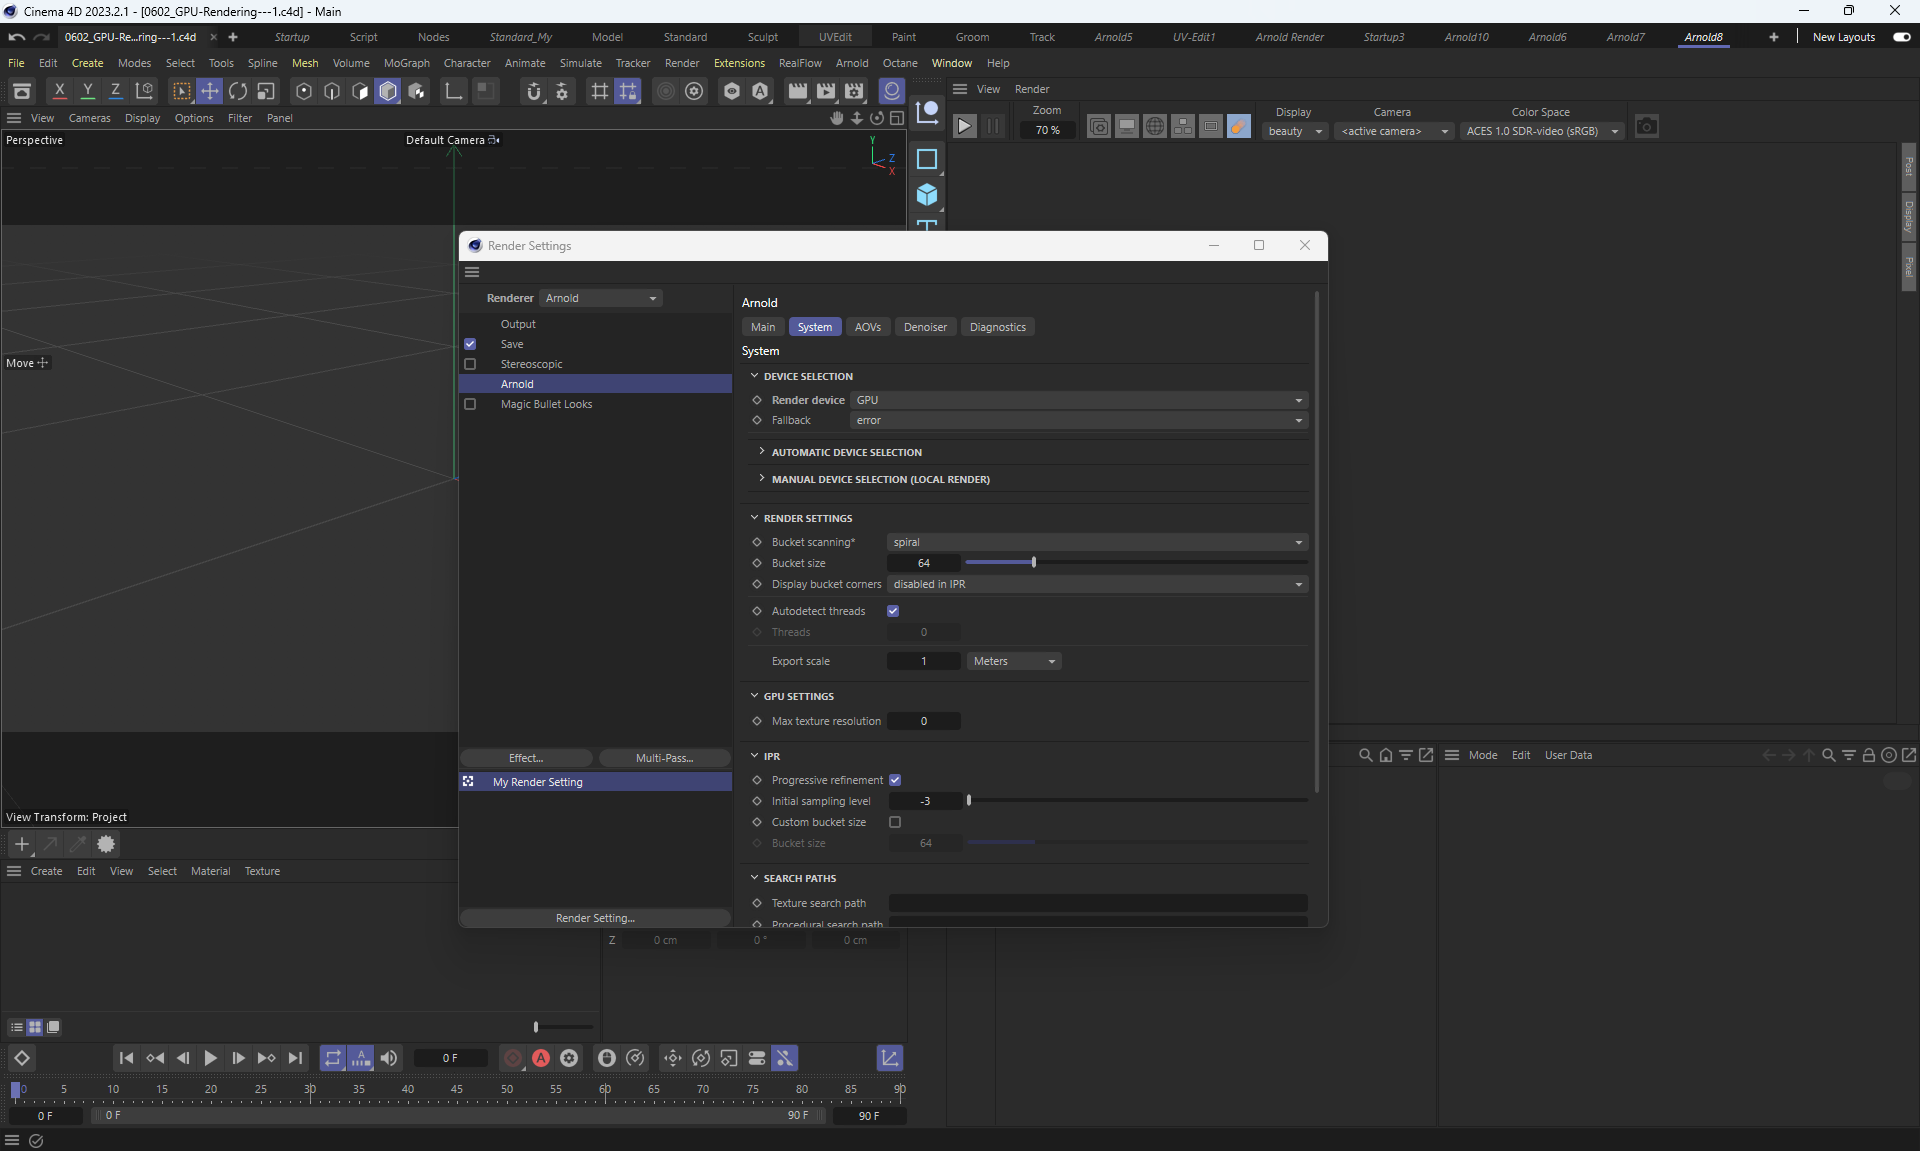 Cinema 4D 2023.2.1 - [0602_GPU-Rendering---1.c4d] - Main
0602_GPU-Re...ring---1.c4d Startup Script Nodes Standard_My Model Standard Sculpt UVEdit Paint Groom Track Arnold5 UV-Edit1 Arnold Render Startup3 Arnold10 Arnold6 Arnold7 Arnold8 New Layouts
File Edit Create Modes Select Tools Spline Mesh Volume MoGraph Character Animate Simulate Tracker Render Extensions RealFlow Arnold Octane Window Help
X Y Z
View Render
View Cameras Display Options Filter Panel
Zoom Display Camera Color Space
70 % beauty <active camera> ACES 1.0 SDR-video (sRGB)
Perspective Default Camera
Y
Z
X
Post
Display
Pixel
Move
View Transform: Project
Render Settings
Renderer Arnold
Output
Save
Stereoscopic
Arnold
Magic Bullet Looks
Effect... Multi-Pass...
My Render Setting
Render Setting...
Arnold
Main System AOVs Denoiser Diagnostics
System
DEVICE SELECTION
Render device GPU
Fallback error
AUTOMATIC DEVICE SELECTION
MANUAL DEVICE SELECTION (LOCAL RENDER)
RENDER SETTINGS
Bucket scanning* spiral
Bucket size 64
Display bucket corners disabled in IPR
Autodetect threads
Threads 0
Export scale 1 Meters
GPU SETTINGS
Max texture resolution 0
IPR
Progressive refinement
Initial sampling level -3
Custom bucket size
Bucket size 64
SEARCH PATHS
Texture search path
Procedural search path
Mode Edit User Data
Create Edit View Select Material Texture
Z 0 cm 0 ° 0 cm
0 F
0 5 10 15 20 25 30 35 40 45 50 55 60 65 70 75 80 85 90
0 F 0 F 90 F 90 F